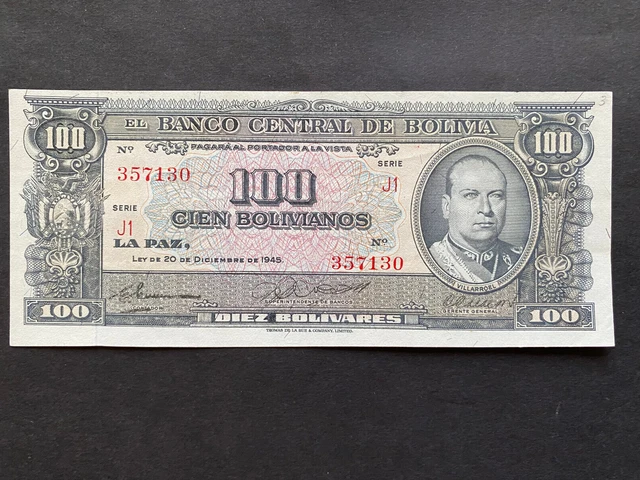 EL BANCO CENTRAL DE BOLIVIA
100
100
PAGARÁ AL PORTADOR A LA VISTA
Nº
357130
SERIE
J1
100
CIEN BOLIVIANOS
SERIE
J1
LA PAZ,
Nº
357130
LEY DE 20 DE DICIEMBRE DE 1945
VILLARROEL
SUPERINTENDENTE DE BANCOS
GERENTE GENERAL
100
DIEZ BOLIVARES
100
THOMAS DE LA RUE & COMPANY, LIMITED.